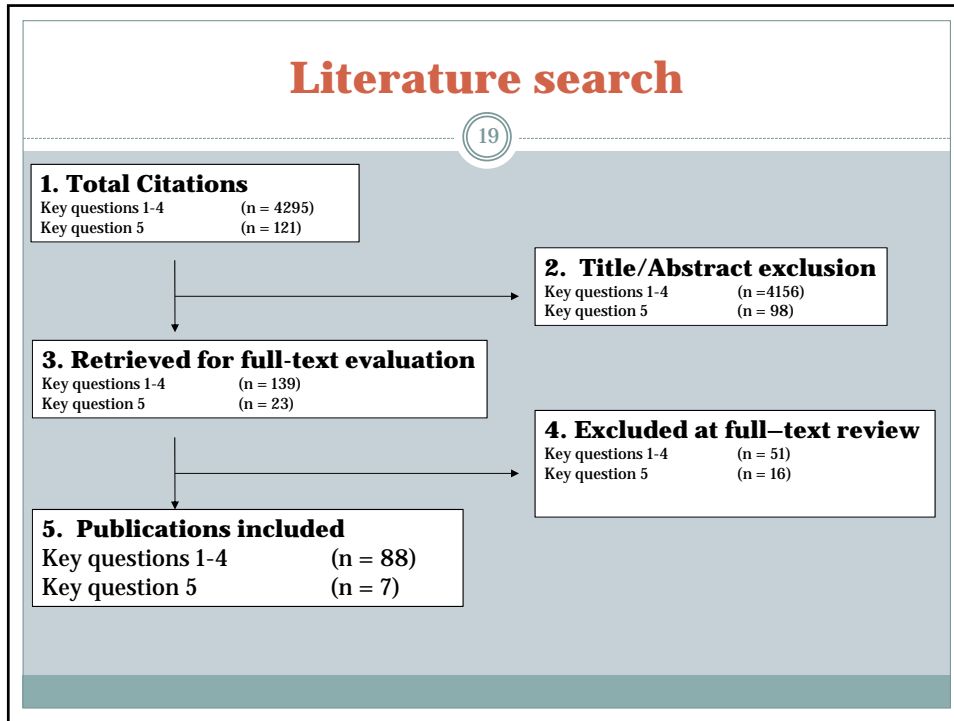 Literature search
19
1. Total Citations
Key questions 1-4 (n = 4295)
Key question 5 (n = 121)
2. Title/Abstract exclusion
Key questions 1-4 (n =4156)
Key question 5 (n = 98)
3. Retrieved for full-text evaluation
Key questions 1-4 (n = 139)
Key question 5 (n = 23)
4. Excluded at full–text review
Key questions 1-4 (n = 51)
Key question 5 (n = 16)
5. Publications included
Key questions 1-4 (n = 88)
Key question 5 (n = 7)